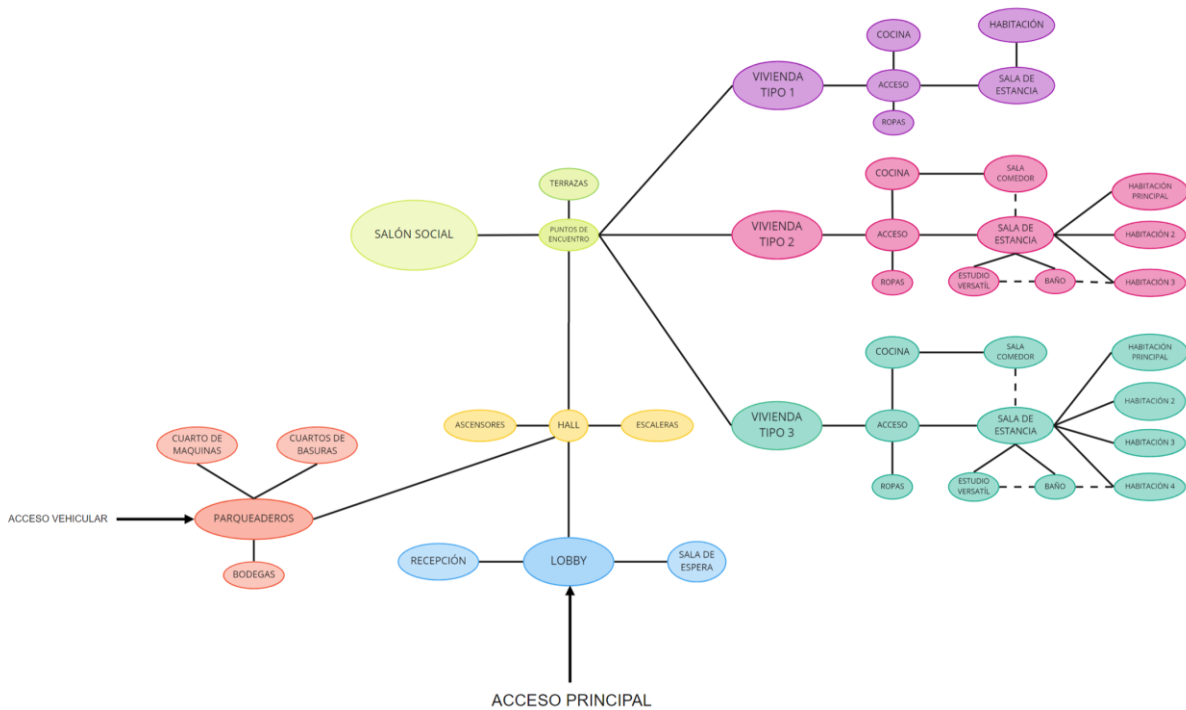 COCINA
HABITACIÓN
VIVIENDA
TIPO 1
ACCESO
SALA DE
ESTANCIA
ROPAS
TERRAZAS
SALÓN SOCIAL
PUNTOS DE
ENCUENTRO
COCINA
SALA
COMEDOR
HABITACIÓN
PRINCIPAL
VIVIENDA
TIPO 2
ACCESO
SALA DE
ESTANCIA
HABITACIÓN 2
ROPAS
ESTUDIO
VERSATÍL
BAÑO
HABITACIÓN 3
COCINA
SALA
COMEDOR
HABITACIÓN
PRINCIPAL
HABITACIÓN 2
VIVIENDA
TIPO 3
ACCESO
SALA DE
ESTANCIA
HABITACIÓN 3
ROPAS
ESTUDIO
VERSATÍL
BAÑO
HABITACIÓN 4
ASCENSORES
HALL
ESCALERAS
CUARTO DE
MAQUINAS
CUARTOS DE
BASURAS
ACCESO VEHICULAR
PARQUEADEROS
BODEGAS
RECEPCIÓN
LOBBY
SALA DE
ESPERA
ACCESO PRINCIPAL